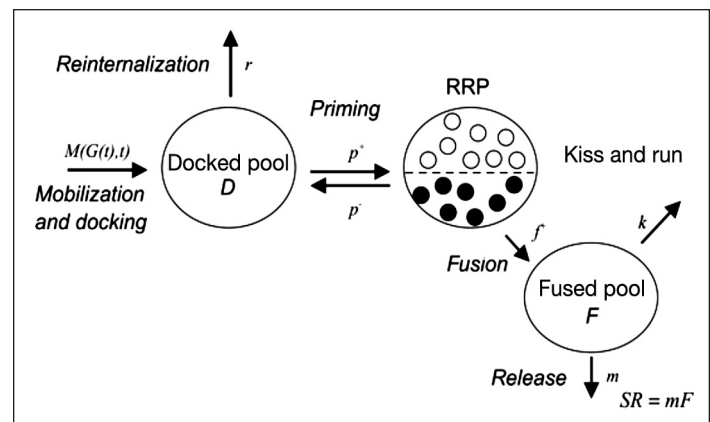 Reinternalization
r
Priming
RRP
M(G(t),t)
Docked pool
D
p⁺
p⁻
Kiss and run
Mobilization
and docking
f
k
Fusion
Fused pool
F
Release
m
SR = mF